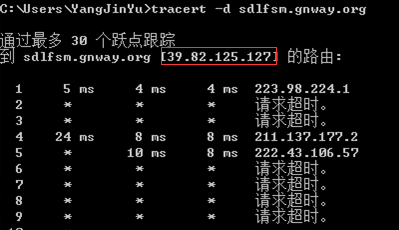 C:\Users\YangJinYu>tracert -d sdlfsm.gnway.org
通过最多 30 个跃点跟踪
到 sdlfsm.gnway.org [39.82.125.127] 的路由:
1 5 ms 4 ms 4 ms 223.98.224.1
2 * * * 请求超时。
3 * * * 请求超时。
4 24 ms 8 ms 8 ms 211.137.177.2
5 * 10 ms 8 ms 222.43.106.57
6 * * * 请求超时。
7 * * * 请求超时。
8 * * * 请求超时。
9 * * * 请求超时。